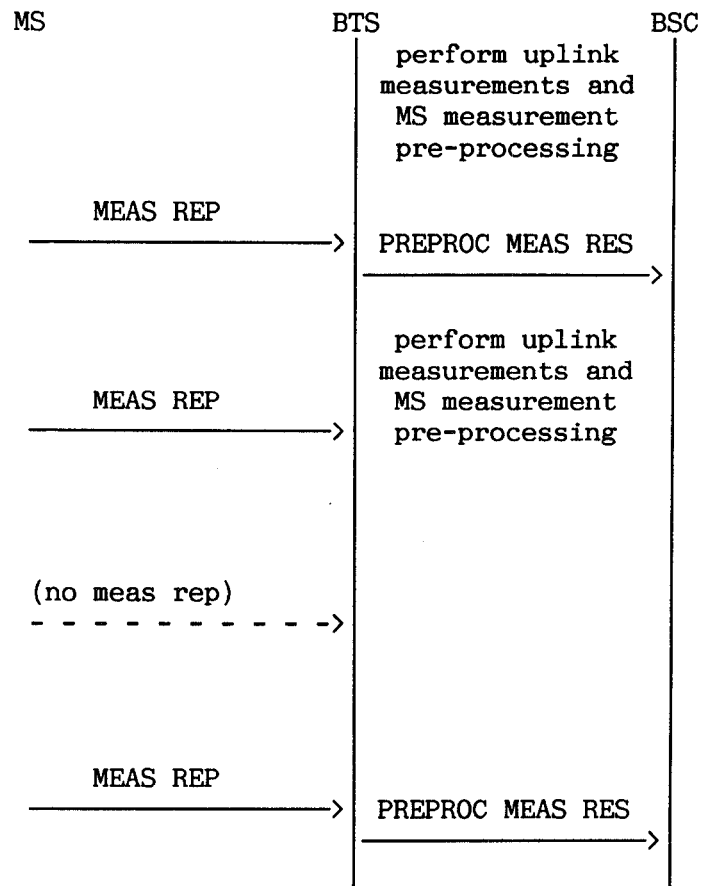 MS BTS BSC
perform uplink
measurements and
MS measurement
pre-processing
MEAS REP
PREPROC MEAS RES
perform uplink
measurements and
MS measurement
pre-processing
MEAS REP
(no meas rep)
MEAS REP
PREPROC MEAS RES